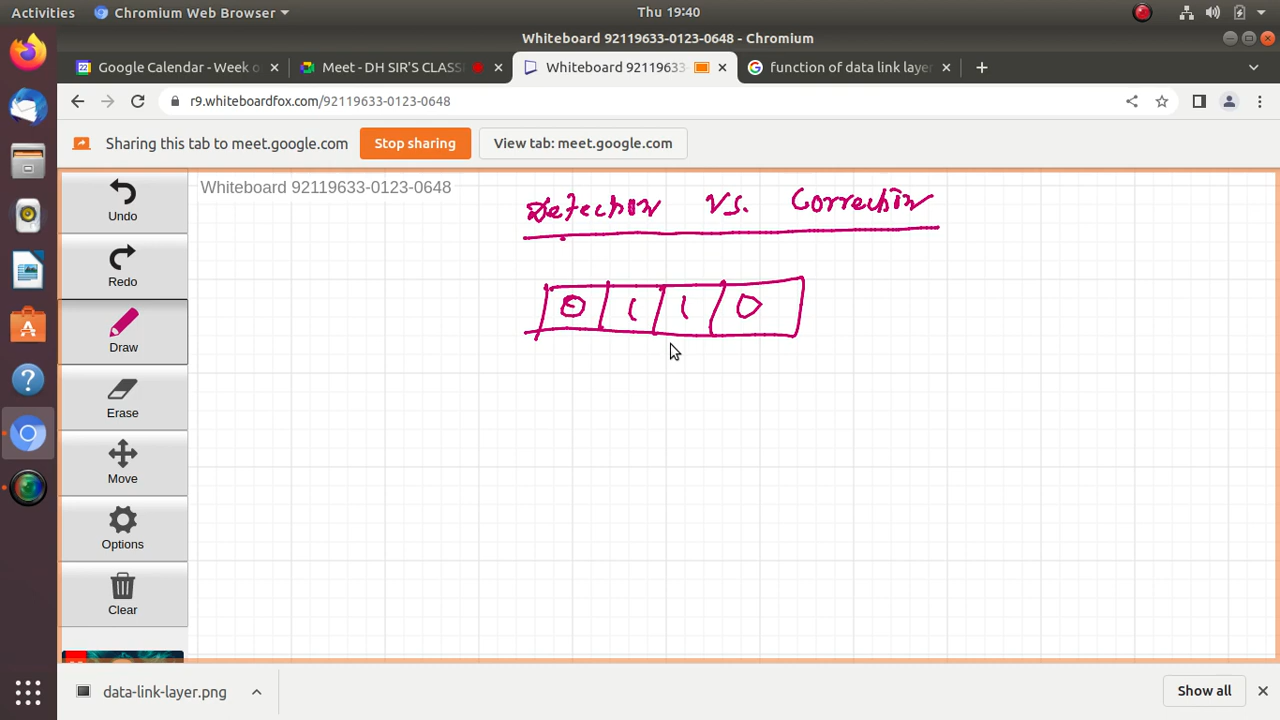 Activities Chromium Web Browser Thu 19:40
Whiteboard 92119633-0123-0648 - Chromium
Google Calendar - Week o Meet - DH SIR'S CLASS Whiteboard 92119633 function of data link laye
r9.whiteboardfox.com/92119633-0123-0648
Sharing this tab to meet.google.com Stop sharing View tab: meet.google.com
Whiteboard 92119633-0123-0648
Detection Vs. Correction
0 1 1 0
Undo
Redo
Draw
Erase
Move
Options
Clear
data-link-layer.png Show all